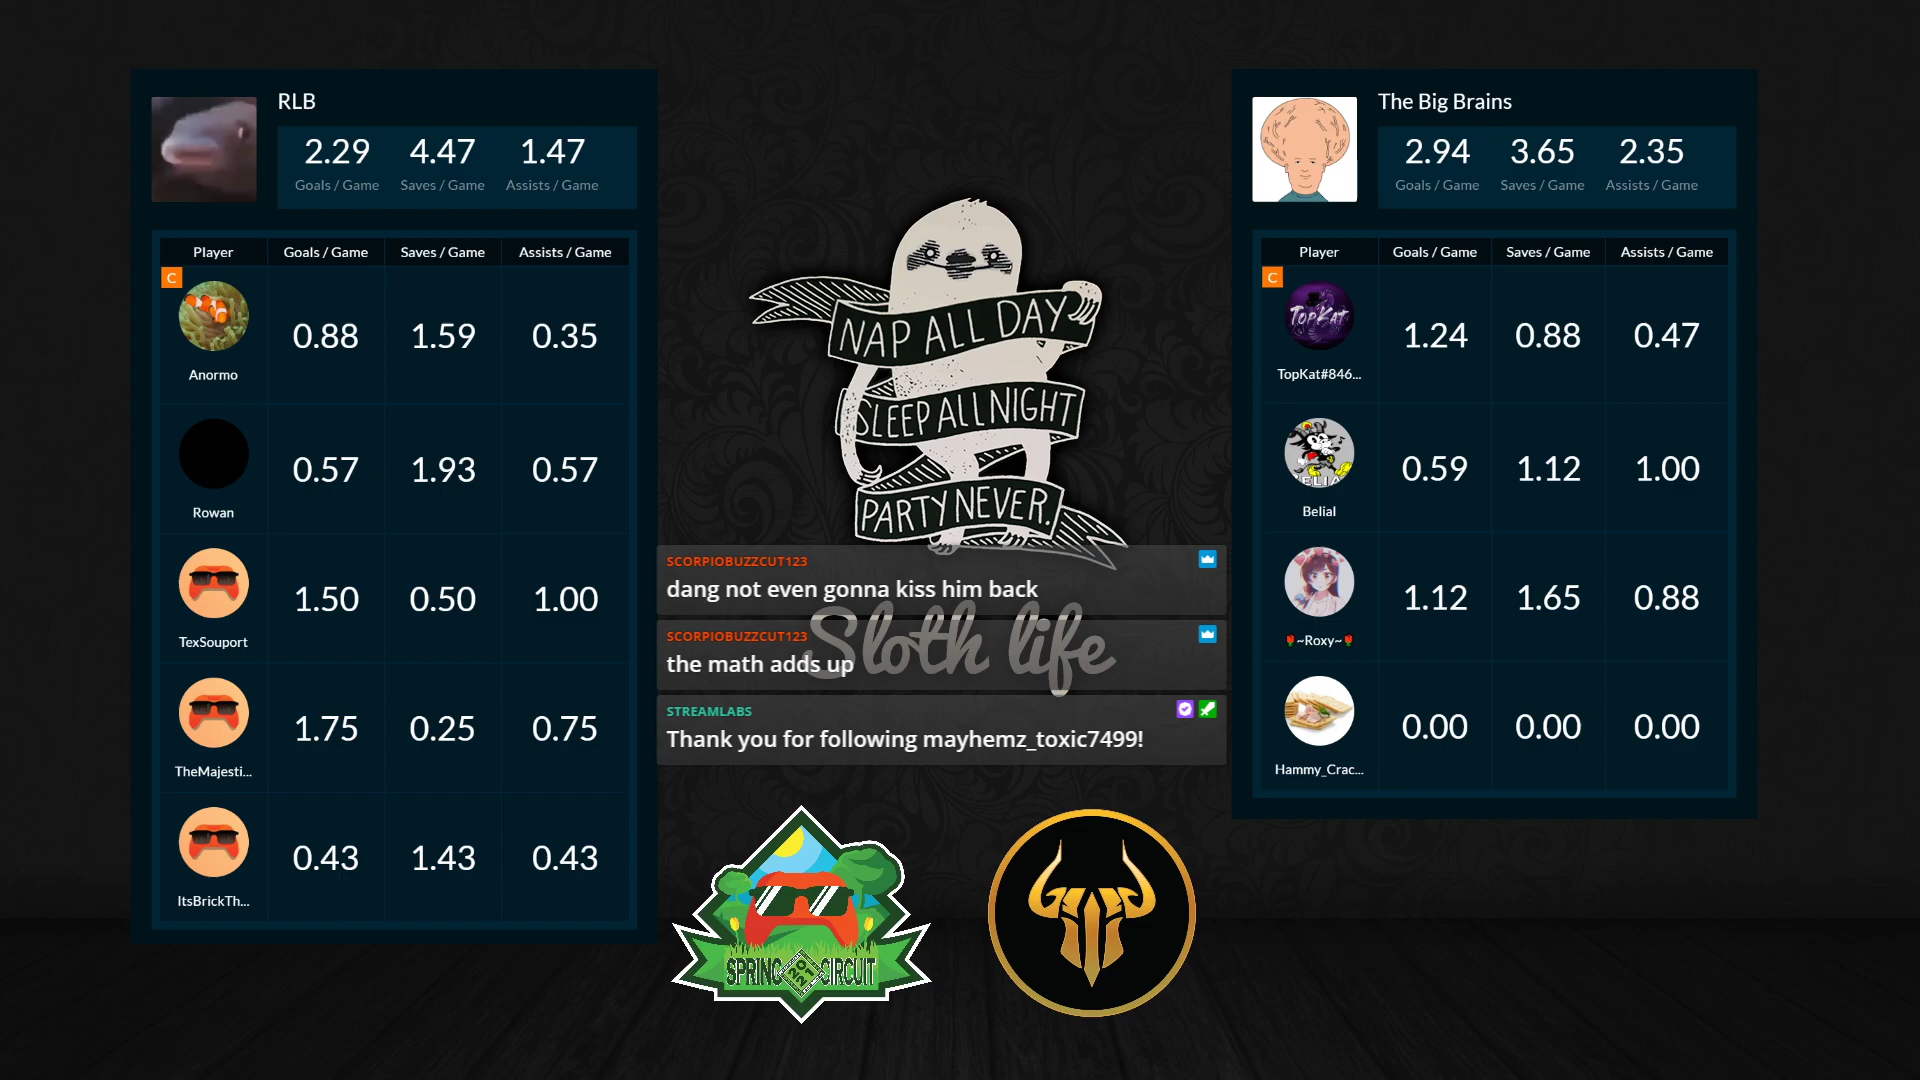 RLB
2.29 4.47 1.47
Goals / Game Saves / Game Assists / Game
Player Goals / Game Saves / Game Assists / Game
C
0.88 1.59 0.35
Anormo
0.57 1.93 0.57
Rowan
1.50 0.50 1.00
TexSouport
1.75 0.25 0.75
TheMajesti...
0.43 1.43 0.43
ItsBrickTh...
NAP ALL DAY
SLEEP ALL NIGHT
PARTY NEVER.
Sloth life
SCORPIOBUZZCUT123
dang not even gonna kiss him back
SCORPIOBUZZCUT123
the math adds up
STREAMLABS
Thank you for following mayhemz_toxic7499!
SPRING 2021 CIRCUIT
The Big Brains
2.94 3.65 2.35
Goals / Game Saves / Game Assists / Game
Player Goals / Game Saves / Game Assists / Game
C
TOPKAT
1.24 0.88 0.47
TopKat#846...
0.59 1.12 1.00
Belial
1.12 1.65 0.88
🌹~Roxy~🌹
0.00 0.00 0.00
Hammy_Crac...